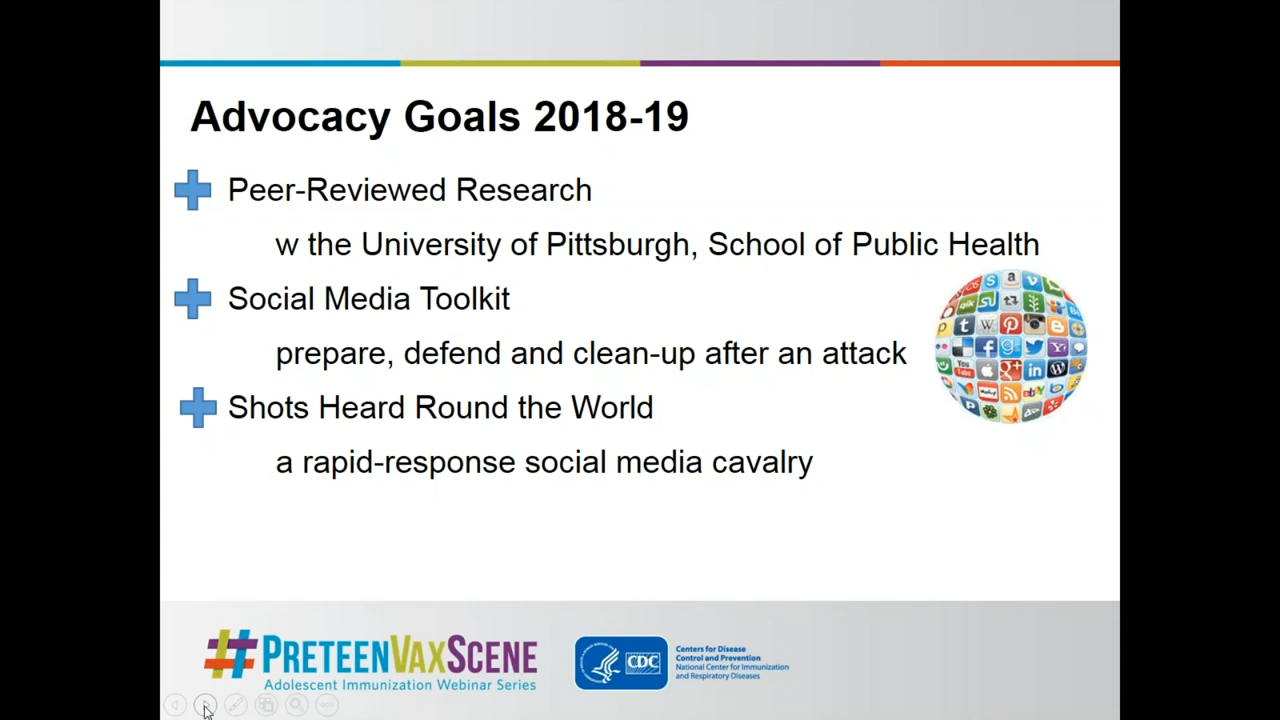 Advocacy Goals 2018-19
Peer-Reviewed Research
w the University of Pittsburgh, School of Public Health
Social Media Toolkit
prepare, defend and clean-up after an attack
Shots Heard Round the World
a rapid-response social media cavalry
#PRETEENVAXSCENE
Adolescent Immunization Webinar Series
CDC
Centers for Disease
Control and Prevention
National Center for Immunization
and Respiratory Diseases